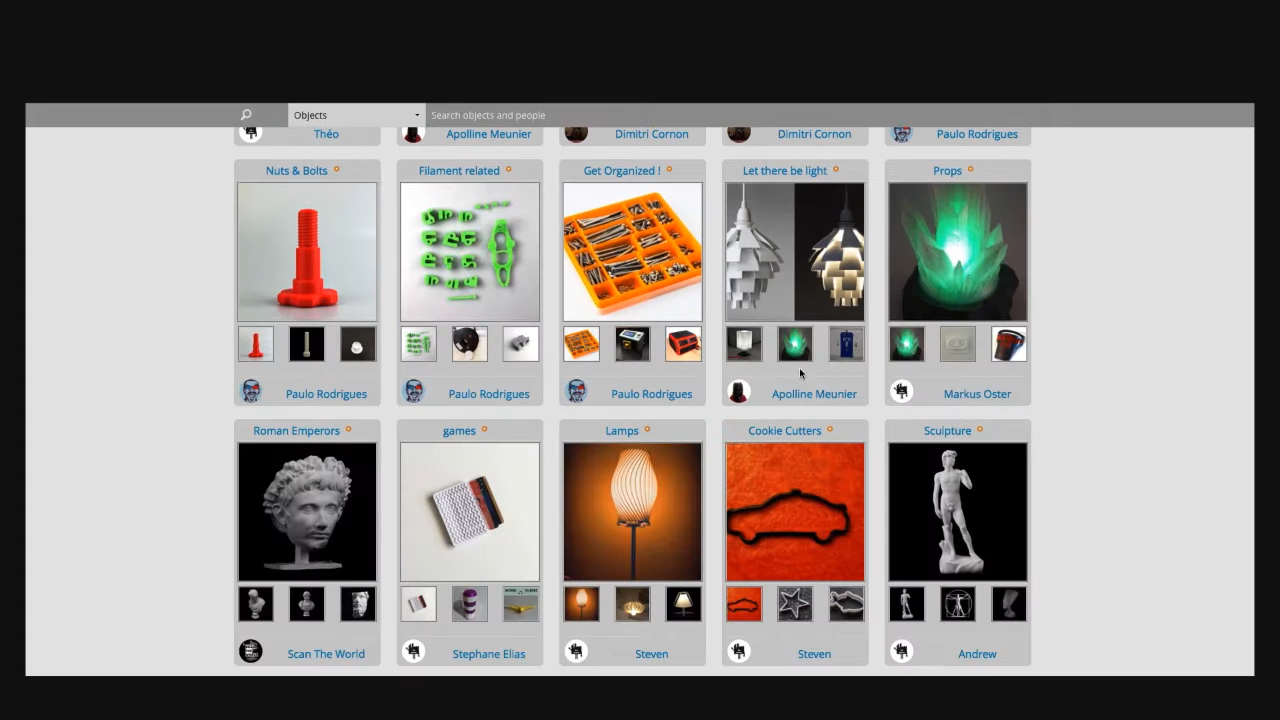 Objects
Search objects and people
Théo
Apolline Meunier
Dimitri Cornon
Dimitri Cornon
Paulo Rodrigues
Nuts & Bolts
Filament related
Get Organized !
Let there be light
Props
Paulo Rodrigues
Paulo Rodrigues
Paulo Rodrigues
Apolline Meunier
Markus Oster
Roman Emperors
games
Lamps
Cookie Cutters
Sculpture
Scan The World
Stephane Elias
Steven
Steven
Andrew